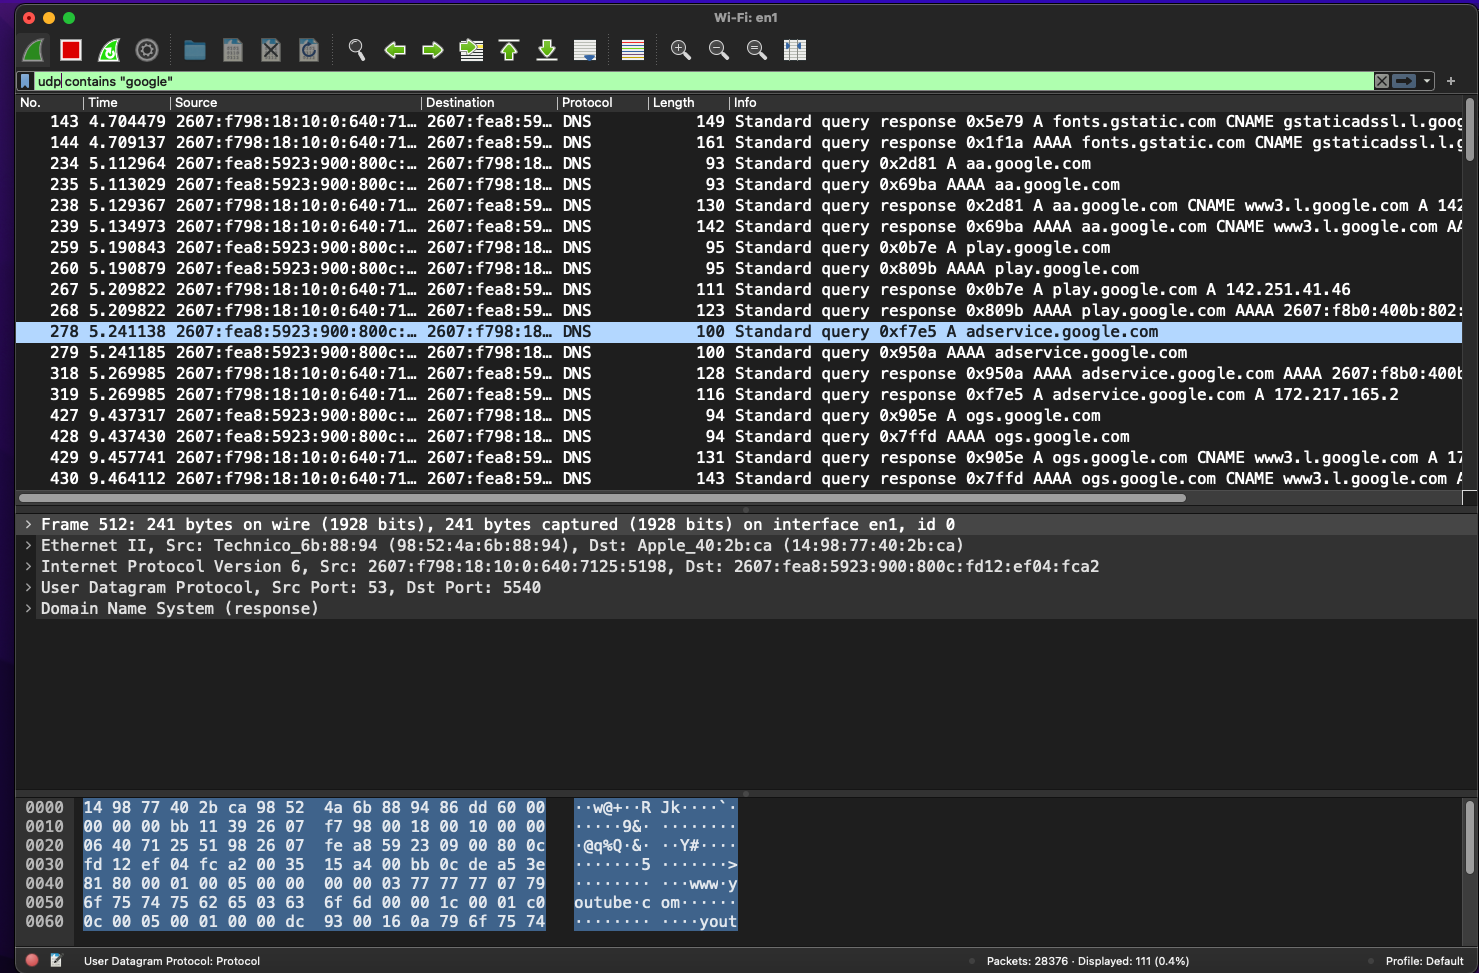 Wi-Fi: en1
udp contains "google"
No. Time Source Destination Protocol Length Info
143 4.704479 2607:f798:18:10:0:640:71… 2607:fea8:59… DNS 149 Standard query response 0x5e79 A fonts.gstatic.com CNAME gstaticadssl.l.goog
144 4.709137 2607:f798:18:10:0:640:71… 2607:fea8:59… DNS 161 Standard query response 0x1f1a AAAA fonts.gstatic.com CNAME gstaticadssl.l.g
234 5.112964 2607:fea8:5923:900:800c:… 2607:f798:18… DNS 93 Standard query 0x2d81 A aa.google.com
235 5.113029 2607:fea8:5923:900:800c:… 2607:f798:18… DNS 93 Standard query 0x69ba AAAA aa.google.com
238 5.129367 2607:f798:18:10:0:640:71… 2607:fea8:59… DNS 130 Standard query response 0x2d81 A aa.google.com CNAME www3.l.google.com A 142
239 5.134973 2607:f798:18:10:0:640:71… 2607:fea8:59… DNS 142 Standard query response 0x69ba AAAA aa.google.com CNAME www3.l.google.com AA
259 5.190843 2607:fea8:5923:900:800c:… 2607:f798:18… DNS 95 Standard query 0x0b7e A play.google.com
260 5.190879 2607:fea8:5923:900:800c:… 2607:f798:18… DNS 95 Standard query 0x809b AAAA play.google.com
267 5.209822 2607:f798:18:10:0:640:71… 2607:fea8:59… DNS 111 Standard query response 0x0b7e A play.google.com A 142.251.41.46
268 5.209822 2607:f798:18:10:0:640:71… 2607:fea8:59… DNS 123 Standard query response 0x809b AAAA play.google.com AAAA 2607:f8b0:400b:802:
278 5.241138 2607:fea8:5923:900:800c:… 2607:f798:18… DNS 100 Standard query 0xf7e5 A adservice.google.com
279 5.241185 2607:fea8:5923:900:800c:… 2607:f798:18… DNS 100 Standard query 0x950a AAAA adservice.google.com
318 5.269985 2607:f798:18:10:0:640:71… 2607:fea8:59… DNS 128 Standard query response 0x950a AAAA adservice.google.com AAAA 2607:f8b0:400b
319 5.269985 2607:f798:18:10:0:640:71… 2607:fea8:59… DNS 116 Standard query response 0xf7e5 A adservice.google.com A 172.217.165.2
427 9.437317 2607:fea8:5923:900:800c:… 2607:f798:18… DNS 94 Standard query 0x905e A ogs.google.com
428 9.437430 2607:fea8:5923:900:800c:… 2607:f798:18… DNS 94 Standard query 0x7ffd AAAA ogs.google.com
429 9.457741 2607:f798:18:10:0:640:71… 2607:fea8:59… DNS 131 Standard query response 0x905e A ogs.google.com CNAME www3.l.google.com A 17
430 9.464112 2607:f798:18:10:0:640:71… 2607:fea8:59… DNS 143 Standard query response 0x7ffd AAAA ogs.google.com CNAME www3.l.google.com A
Frame 512: 241 bytes on wire (1928 bits), 241 bytes captured (1928 bits) on interface en1, id 0
Ethernet II, Src: Technico_6b:88:94 (98:52:4a:6b:88:94), Dst: Apple_40:2b:ca (14:98:77:40:2b:ca)
Internet Protocol Version 6, Src: 2607:f798:18:10:0:640:7125:5198, Dst: 2607:fea8:5923:900:800c:fd12:ef04:fca2
User Datagram Protocol, Src Port: 53, Dst Port: 5540
Domain Name System (response)
0000 14 98 77 40 2b ca 98 52 4a 6b 88 94 86 dd 60 00 ··w@+··R Jk····`·
0010 00 00 00 bb 11 39 26 07 f7 98 00 18 00 10 00 00 ·····9&· ········
0020 06 40 71 25 51 98 26 07 fe a8 59 23 09 00 80 0c ·@q%Q·&· ··Y#····
0030 fd 12 ef 04 fc a2 00 35 15 a4 00 bb 0c de a5 3e ·······5 ·······>
0040 81 80 00 01 00 05 00 00 00 00 03 77 77 77 07 79 ········ ···www·y
0050 6f 75 74 75 62 65 03 63 6f 6d 00 00 1c 00 01 c0 outube·c om······
0060 0c 00 05 00 01 00 00 dc 93 00 16 0a 79 6f 75 74 ········ ····yout
User Datagram Protocol: Protocol Packets: 28376 · Displayed: 111 (0.4%) Profile: Default